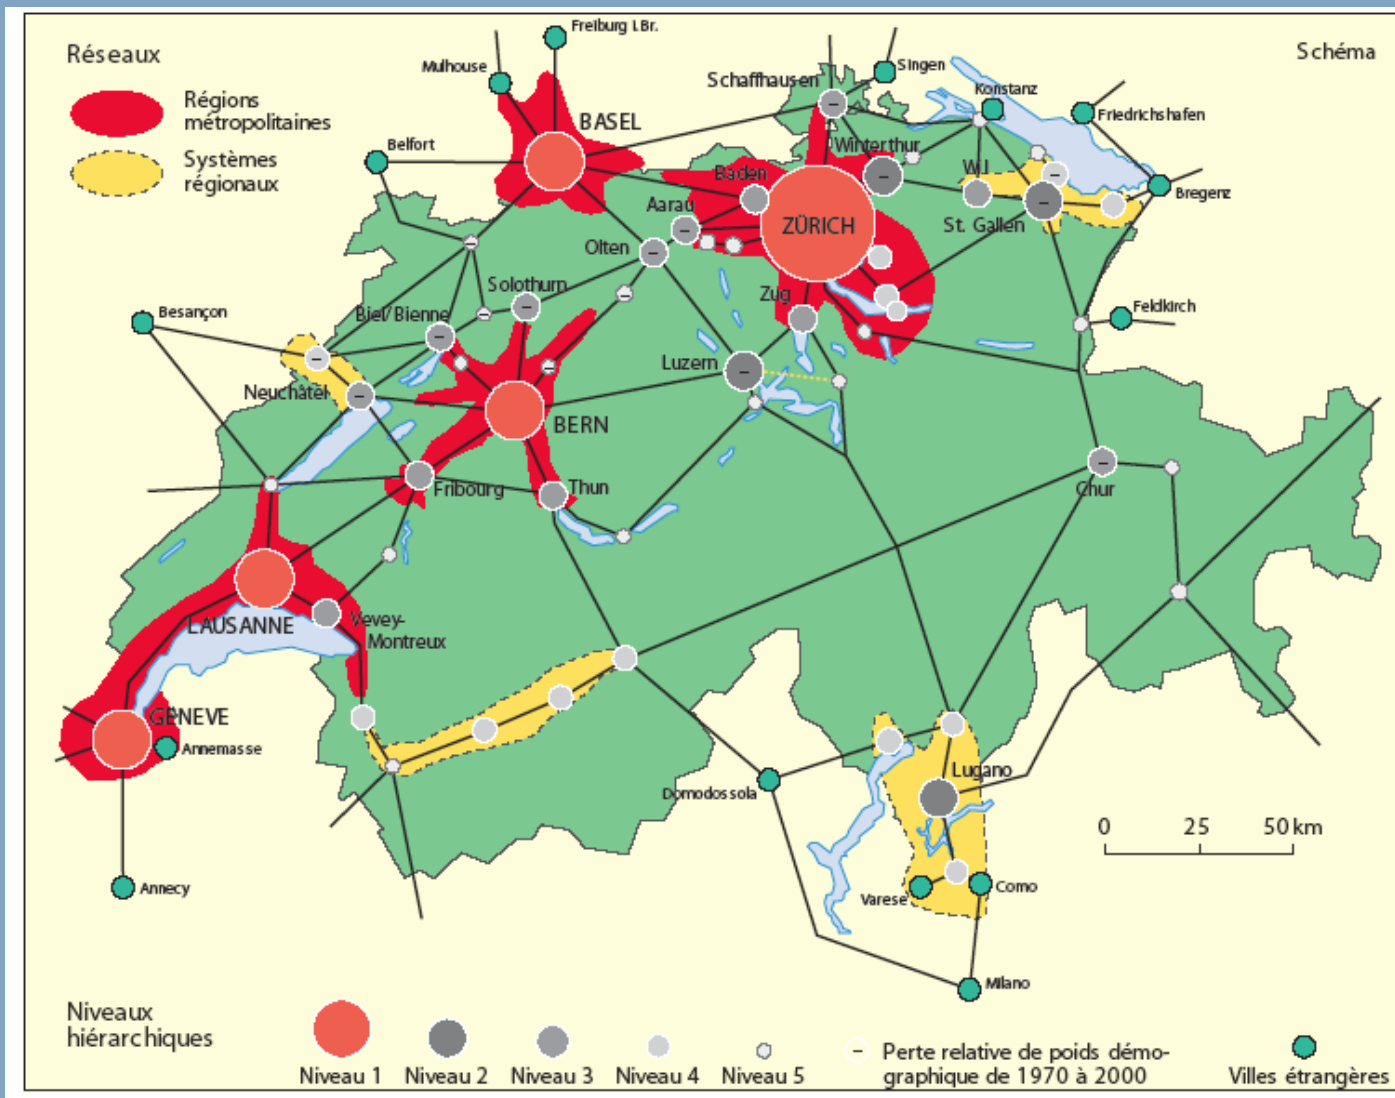 Réseaux
Régions
métropolitaines
Systèmes
régionaux
Schéma
Freiburg i.Br.
Mulhouse
BASEL
Belfort
Schaffhausen
Singen
Konstanz
Friedrichshafen
Winterthur
Wil
Bregenz
Baden
Aarau
ZÜRICH
St. Gallen
Olten
Solothurn
Zug
Feldkirch
Besançon
Biel/Bienne
Luzern
Neuchâtel
BERN
Fribourg
Thun
Chur
LAUSANNE
Vevey-
Montreux
GENEVE
Annemasse
Annecy
Domodossola
Lugano
Varese
Como
Milano
0 25 50 km
Niveaux
hiérarchiques
Niveau 1 Niveau 2 Niveau 3 Niveau 4 Niveau 5
Perte relative de poids démo-
graphique de 1970 à 2000
Villes étrangères